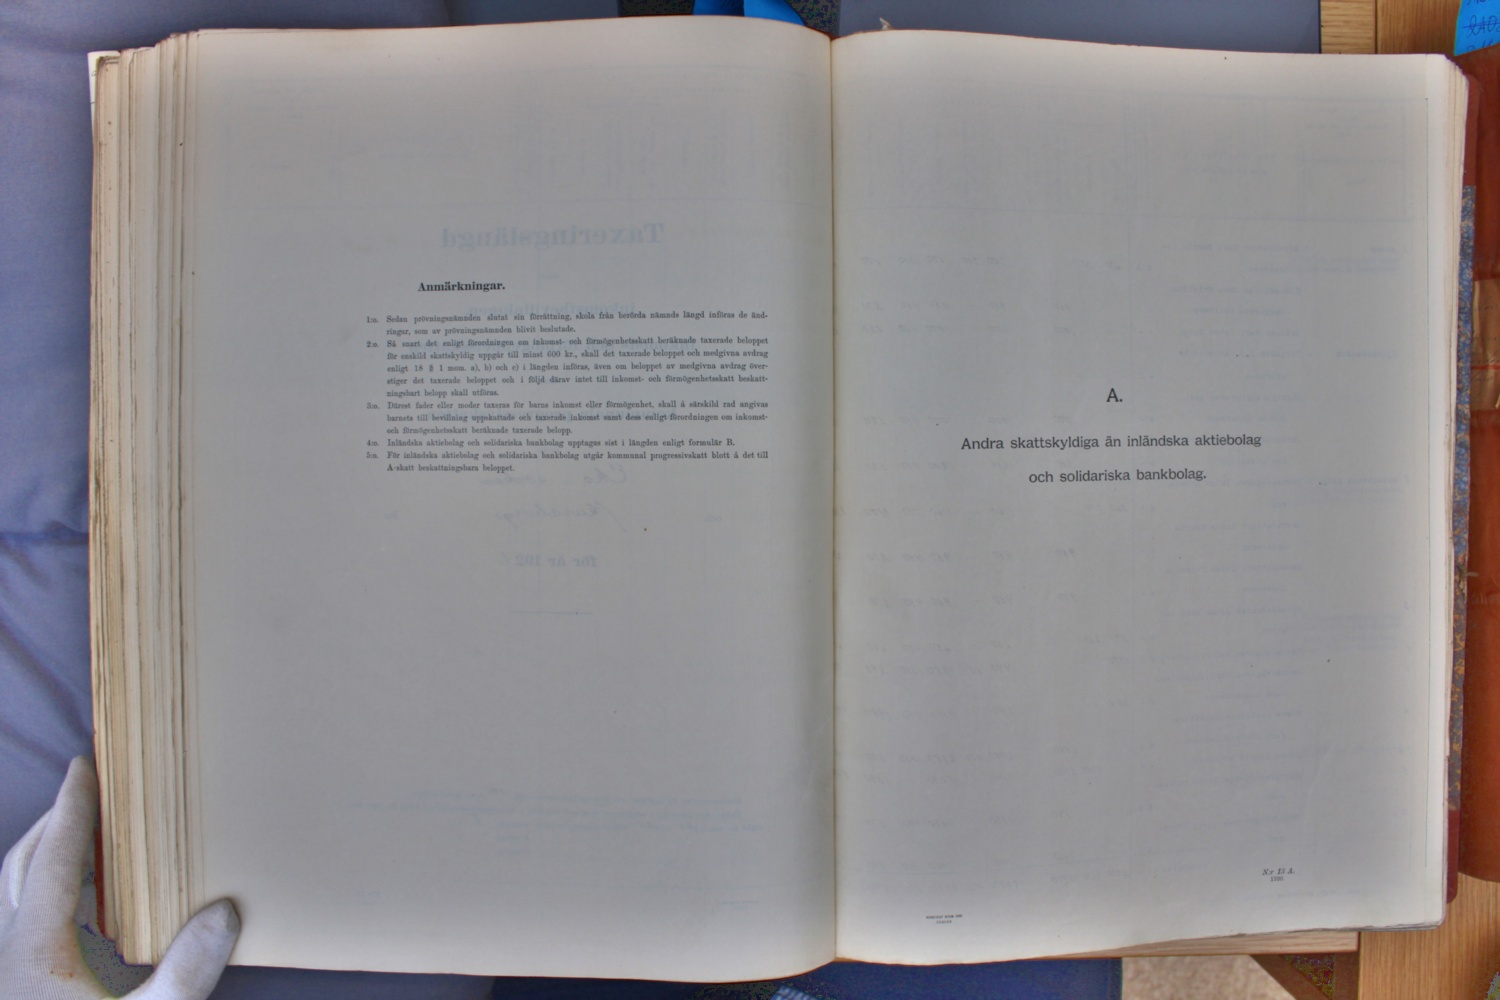 Anmärkningar.
1:o. Sedan prövningsnämnden slutat sin förrättning, skola från berörda nämnds längd införas de änd-
ringar, som av prövningsnämnden blivit beslutade.
2:o. Så snart det enligt förordningen om inkomst- och förmögenhetsskatt beräknade taxerade beloppet
för enskild skattskyldig uppgår till minst 600 kr., skall det taxerade beloppet och medgivna avdrag
enligt 18 § 1 mom. a), b) och c) i längden införas, även om beloppet av medgivna avdrag över-
stiger det taxerade beloppet och i följd därav intet till inkomst- och förmögenhetsskatt beskatt-
ningsbart belopp skall utföras.
3:o. Därest fader eller moder taxeras för barns inkomst eller förmögenhet, skall å särskild rad angivas
barnets till bevillning uppskattade och taxerade inkomst samt dess enligt förordningen om inkomst-
och förmögenhetsskatt beräknade taxerade belopp.
4:o. Inländska aktiebolag och solidariska bankbolag upptagas sist i längden enligt formulär B.
5:o. För inländska aktiebolag och solidariska bankbolag utgår kommunal progressivskatt blott å det till
A-skatt beskattningsbara beloppet.
A.
Andra skattskyldiga än inländska aktiebolag
och solidariska bankbolag.
N:r 13 A.